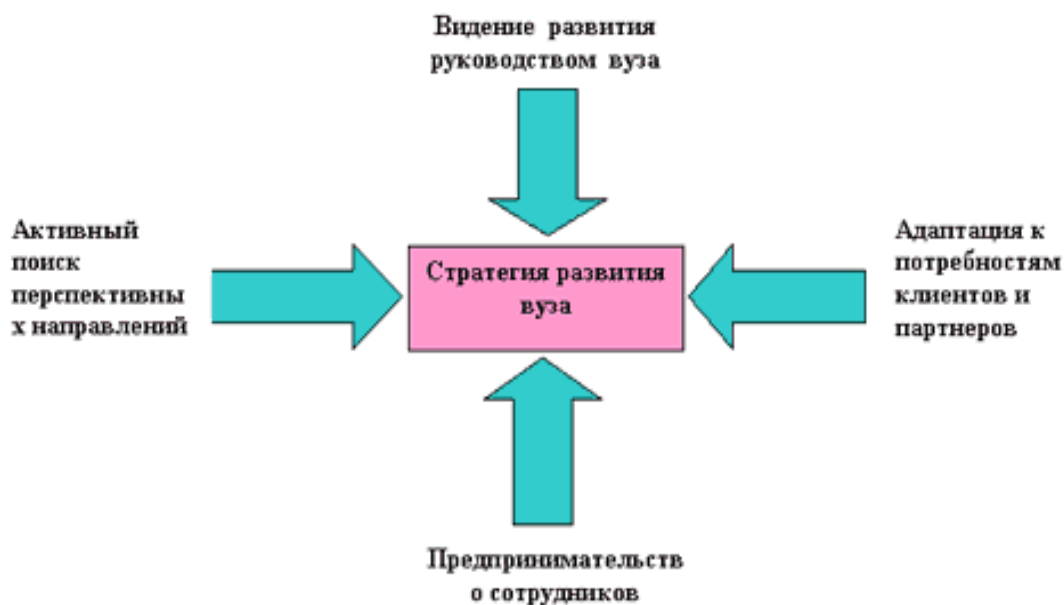 Видение развития
руководством вуза
Активный
поиск
перспективны
х направлений
Стратегия развития
вуза
Адаптация к
потребностям
клиентов и
партнеров
Предпринимательств
о сотрудников